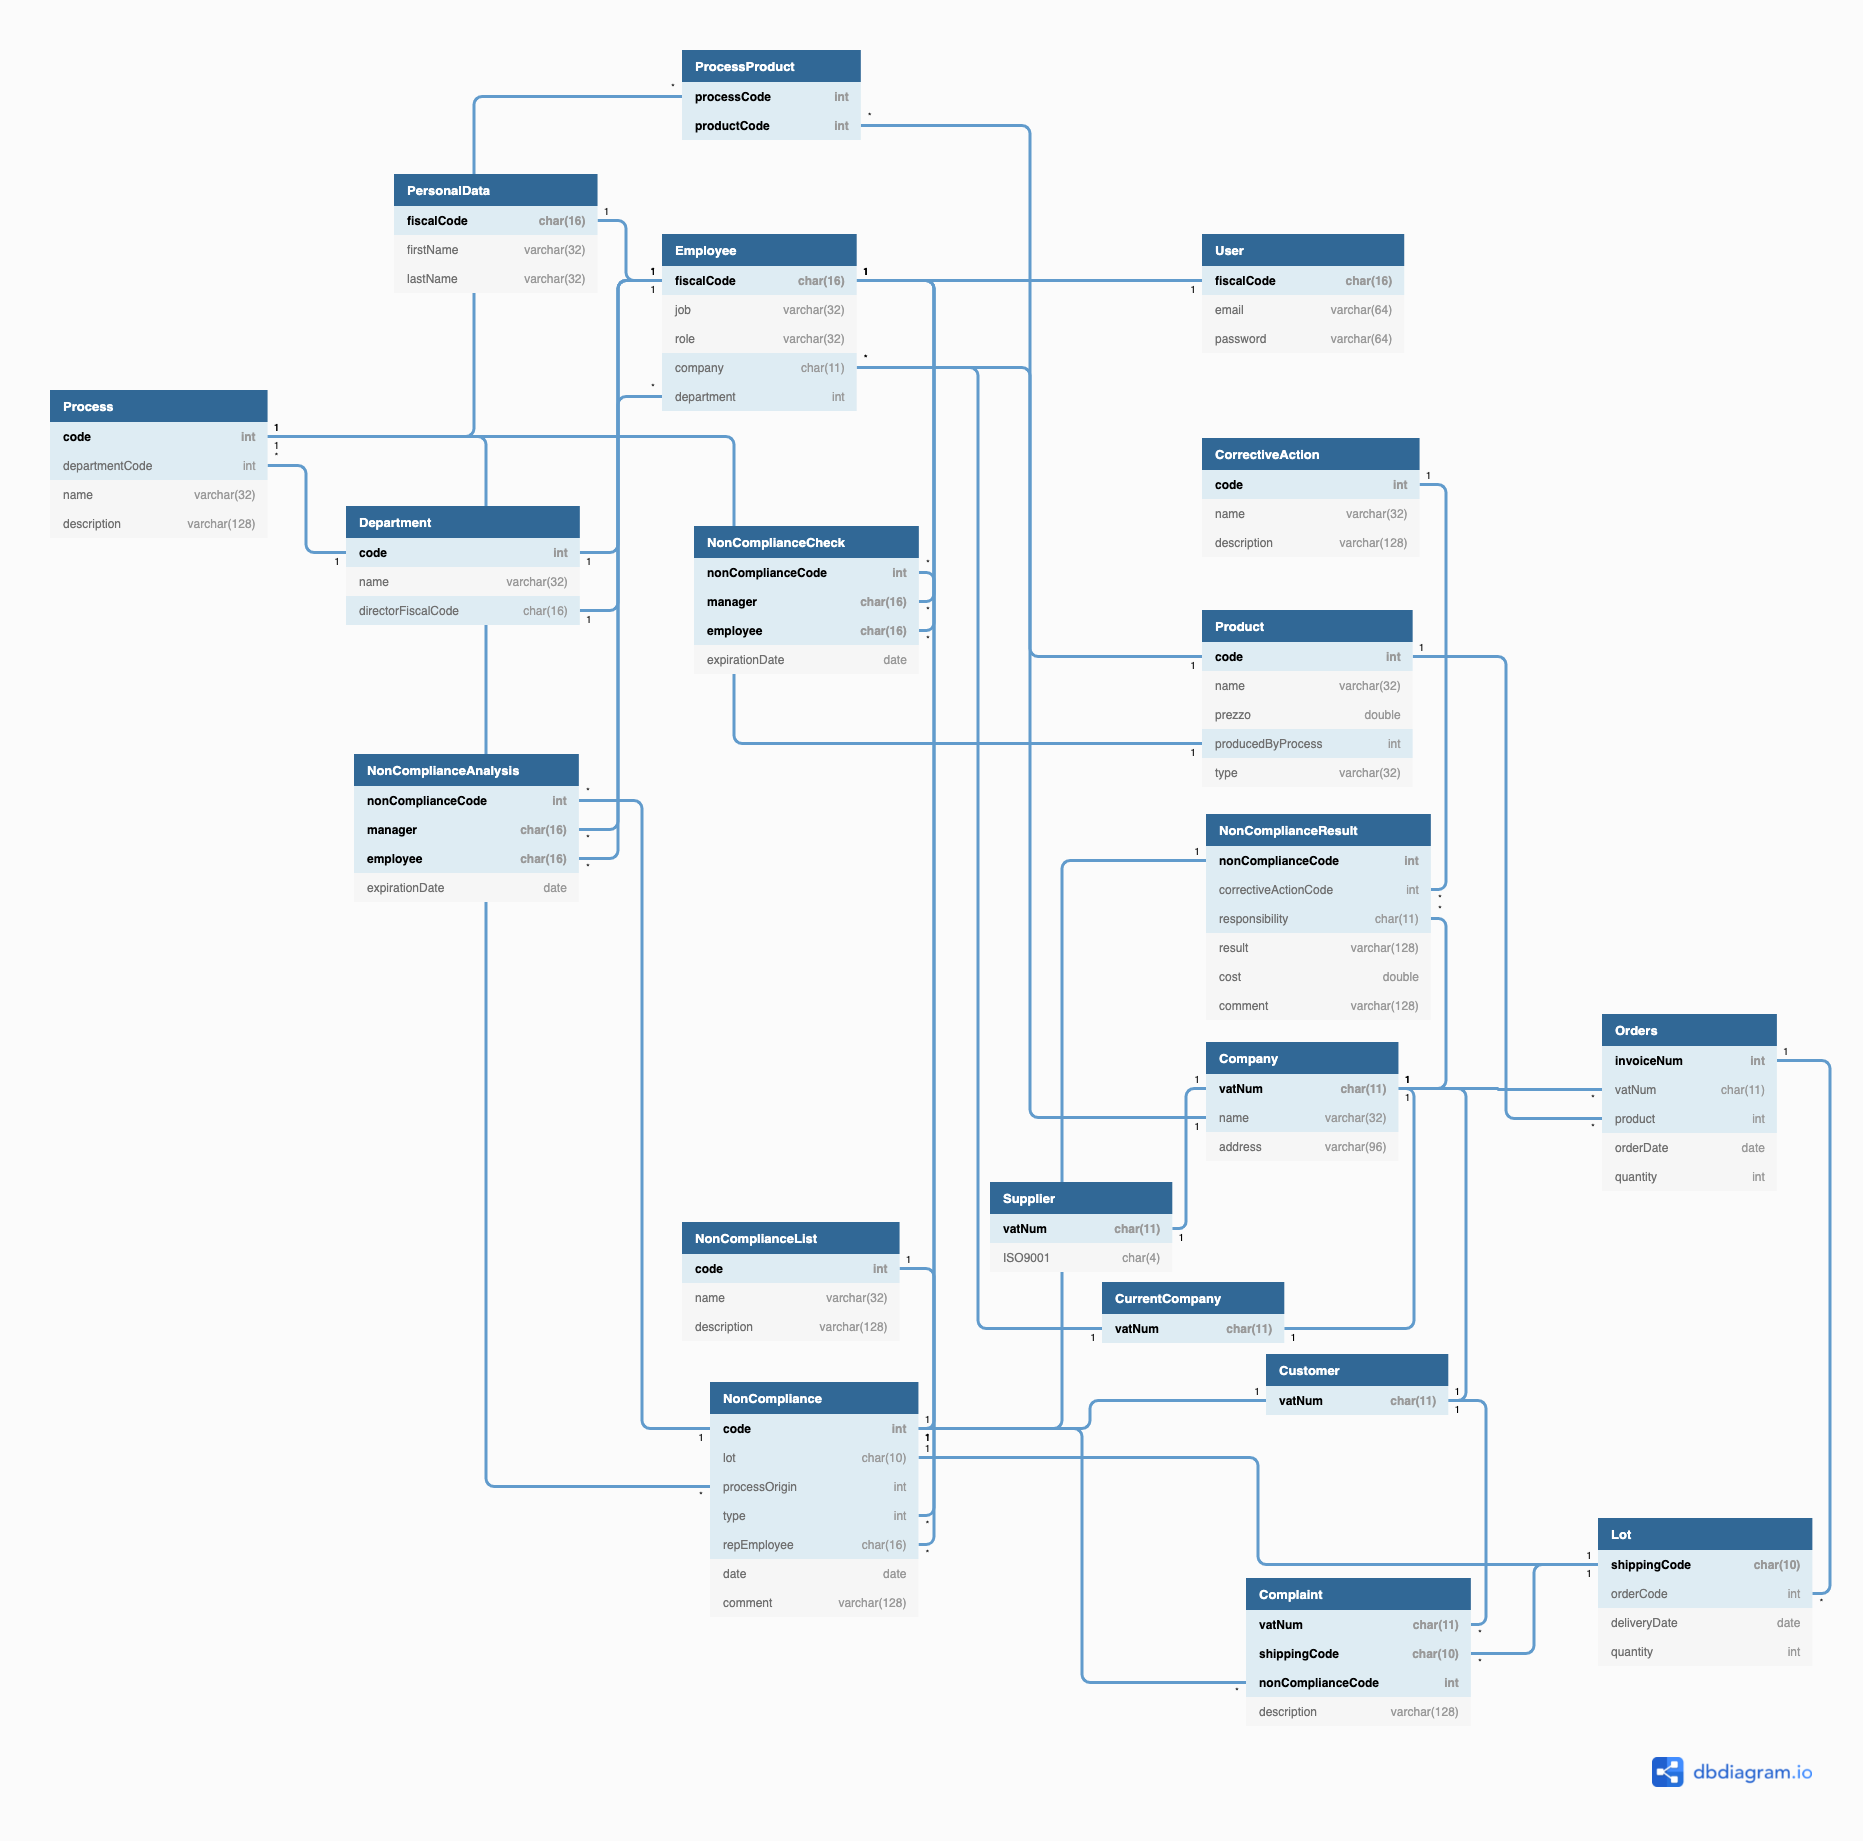 ProcessProduct
processCode int
productCode int
PersonalData
fiscalCode char(16)
firstName varchar(32)
lastName varchar(32)
Employee
fiscalCode char(16)
job varchar(32)
role varchar(32)
company char(11)
department int
User
fiscalCode char(16)
email varchar(64)
password varchar(64)
Process
code int
departmentCode int
name varchar(32)
description varchar(128)
Department
code int
name varchar(32)
directorFiscalCode char(16)
NonComplianceCheck
nonComplianceCode int
manager char(16)
employee char(16)
expirationDate date
CorrectiveAction
code int
name varchar(32)
description varchar(128)
Product
code int
name varchar(32)
prezzo double
producedByProcess int
type varchar(32)
NonComplianceAnalysis
nonComplianceCode int
manager char(16)
employee char(16)
expirationDate date
NonComplianceResult
nonComplianceCode int
correctiveActionCode int
responsibility char(11)
result varchar(128)
cost double
comment varchar(128)
Company
vatNum char(11)
name varchar(32)
address varchar(96)
Orders
invoiceNum int
vatNum char(11)
product int
orderDate date
quantity int
Supplier
vatNum char(11)
ISO9001 char(4)
NonComplianceList
code int
name varchar(32)
description varchar(128)
CurrentCompany
vatNum char(11)
Customer
vatNum char(11)
NonCompliance
code int
lot char(10)
processOrigin int
type int
repEmployee char(16)
date date
comment varchar(128)
Lot
shippingCode char(10)
orderCode int
deliveryDate date
quantity int
Complaint
vatNum char(11)
shippingCode char(10)
nonComplianceCode int
description varchar(128)
dbdiagram.io